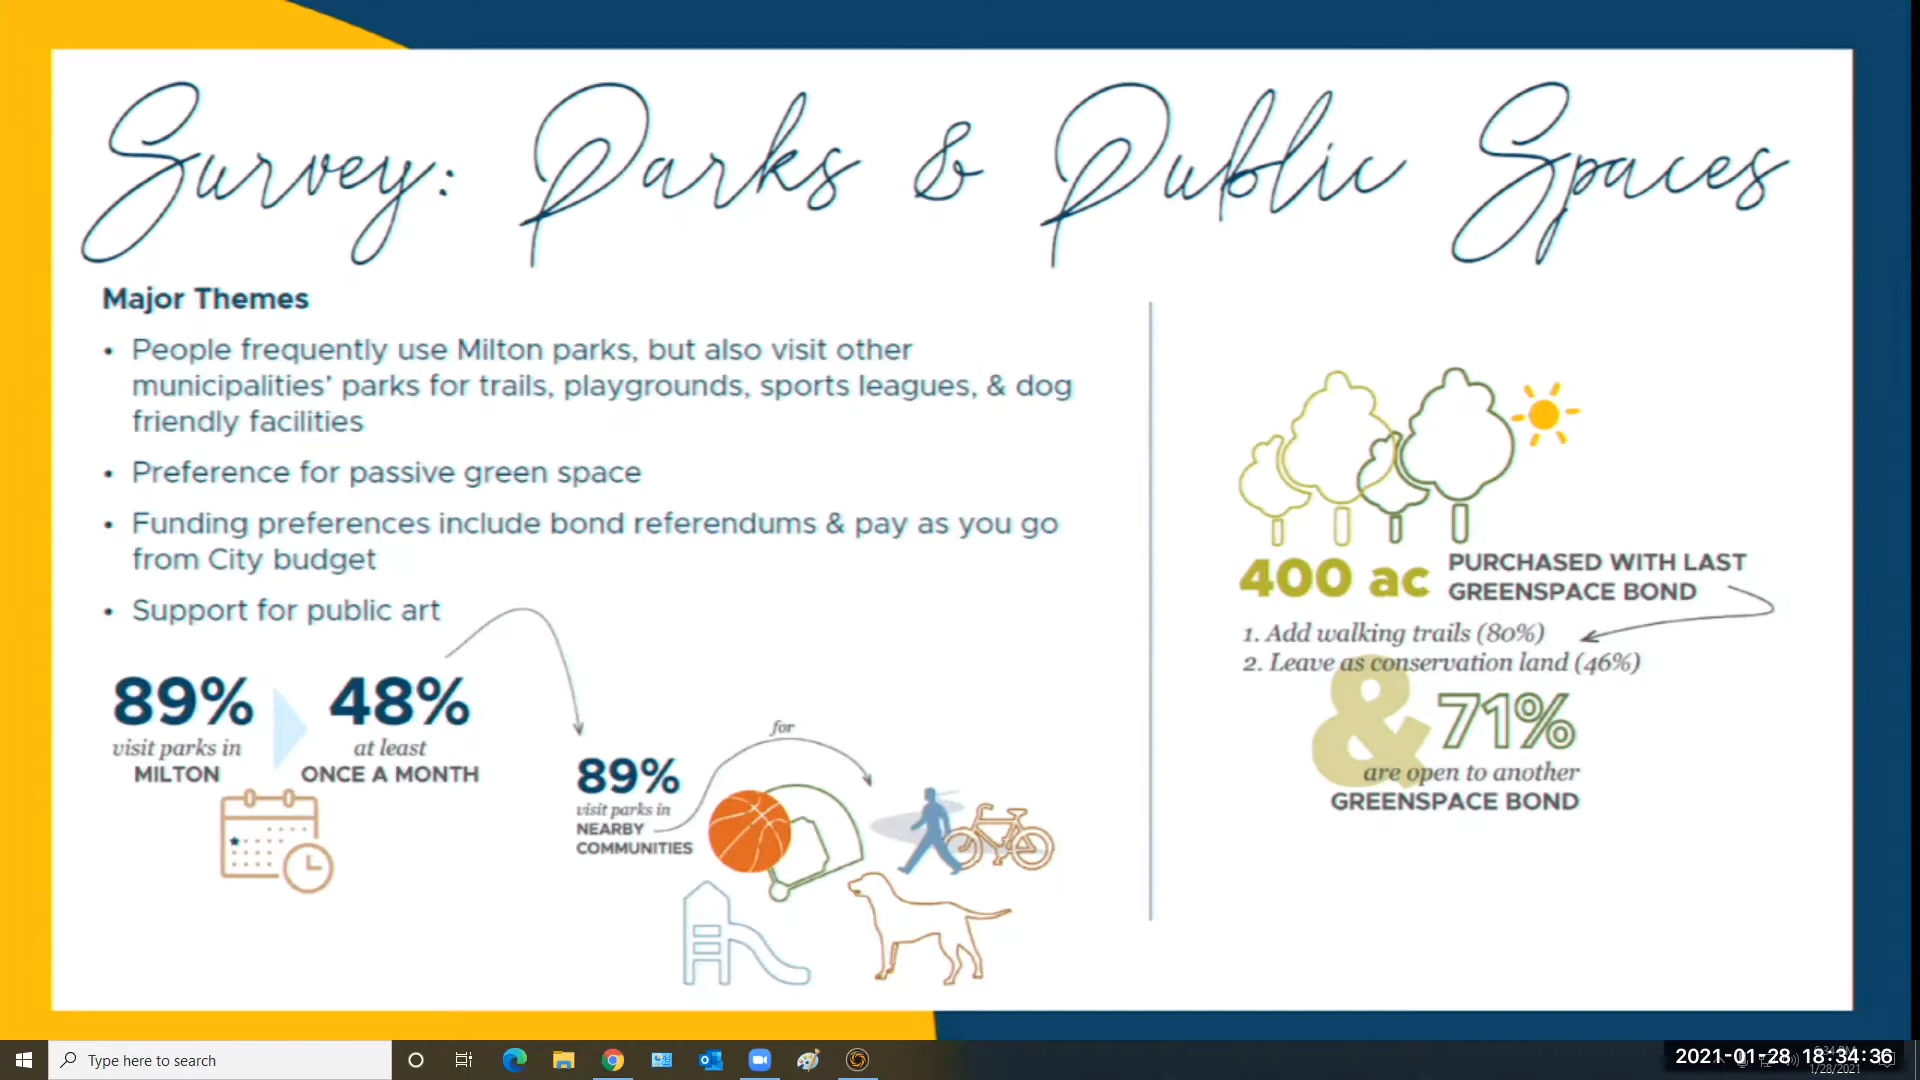 Survey: Parks & Public Spaces
Major Themes
• People frequently use Milton parks, but also visit other
municipalities' parks for trails, playgrounds, sports leagues, & dog
friendly facilities
• Preference for passive green space
• Funding preferences include bond referendums & pay as you go
from City budget
• Support for public art
89%
visit parks in
MILTON
48%
at least
ONCE A MONTH
89%
visit parks in
NEARBY
COMMUNITIES
for
400 ac
PURCHASED WITH LAST
GREENSPACE BOND
1. Add walking trails (80%)
2. Leave as conservation land (46%)
&
71%
are open to another
GREENSPACE BOND
Type here to search
2021-01-28 18:34:36
1/28/2021